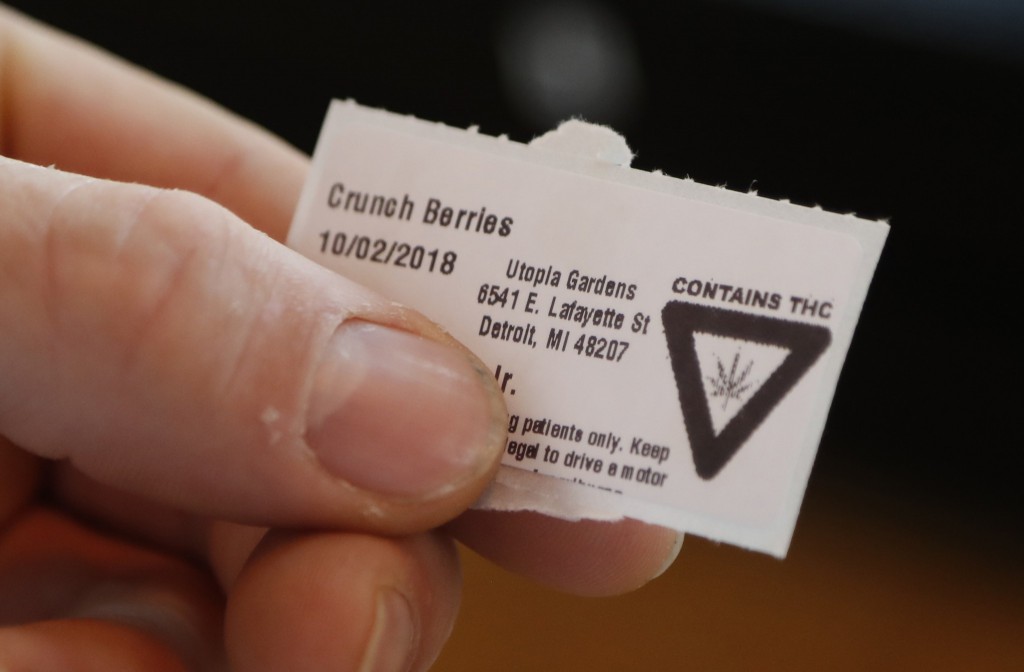 Crunch Berries
10/02/2018
Utopia Gardens
6541 E. Lafayette St
Detroit, MI 48207
CONTAINS THC
Jr.
patients only. Keep
to drive a motor